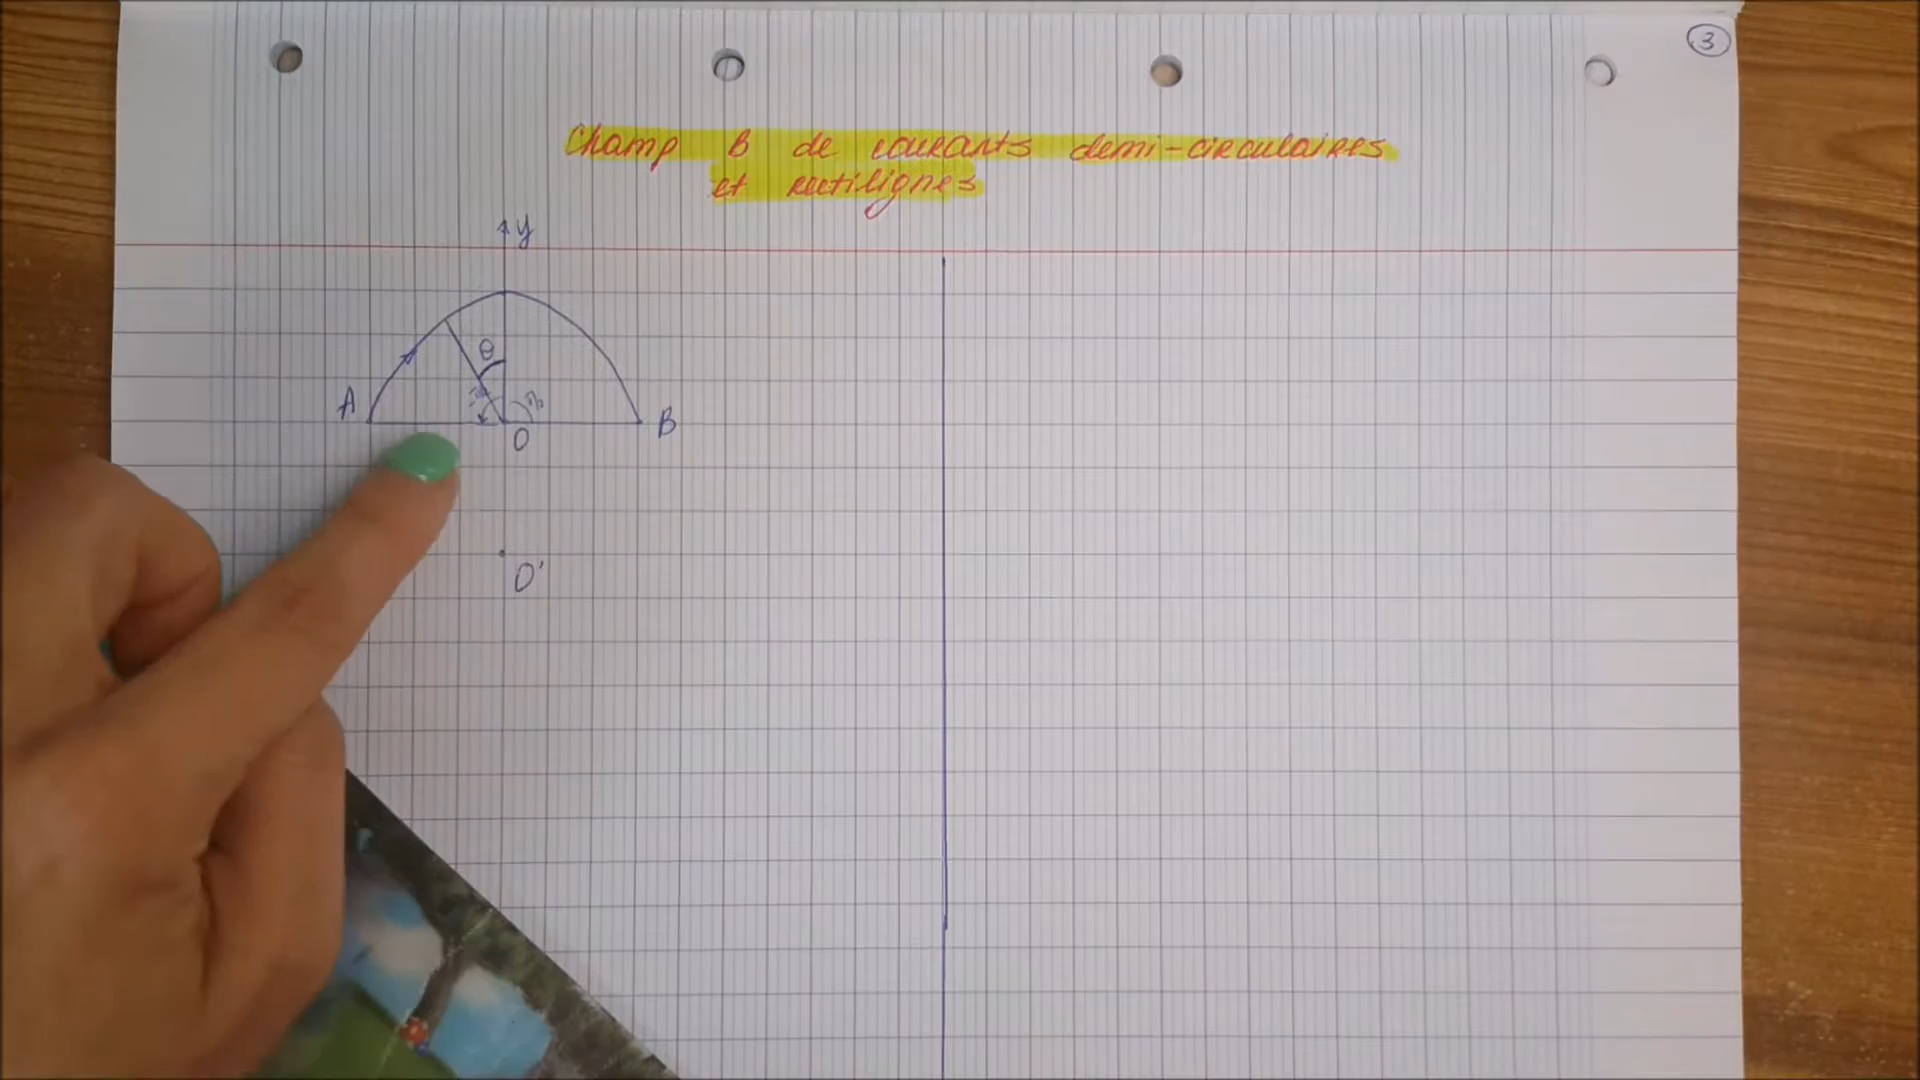 3
Champ B de courants demi-circulaires
et rectilignes
y
θ
A
B
O
O'